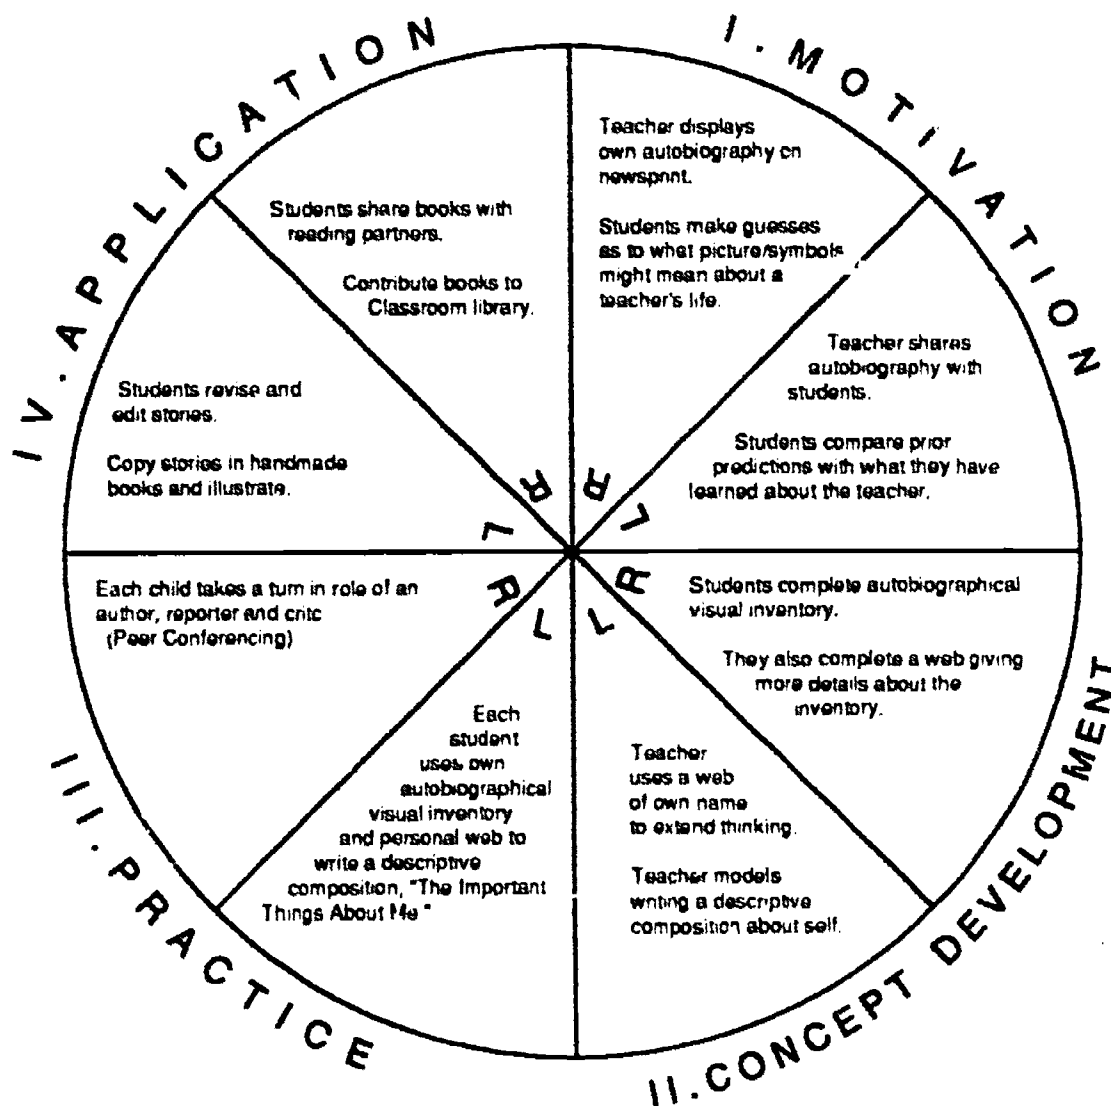 I. MOTIVATION
Teacher displays
own autobiography on
newsprint.
Students make guesses
as to what picture/symbols
might mean about a
teacher's life.
R
Teacher shares
autobiography with
students.
Students compare prior
predictions with what they have
learned about the teacher.
L
II. CONCEPT DEVELOPMENT
Students complete autobiographical
visual inventory.
They also complete a web giving
more details about the
inventory.
R
Teacher
uses a web
of own name
to extend thinking.
Teacher models
writing a descriptive
composition about self.
L
III. PRACTICE
Each
student
uses own
autobiographical
visual inventory
and personal web to
write a descriptive
composition, "The Important
Things About Me."
L
Each child takes a turn in role of an
author, reporter and critc
(Peer Conferencing)
R
IV. APPLICATION
Students revise and
edit stories.
Copy stories in handmade
books and illustrate.
L
Students share books with
reading partners.
Contribute books to
Classroom library.
R